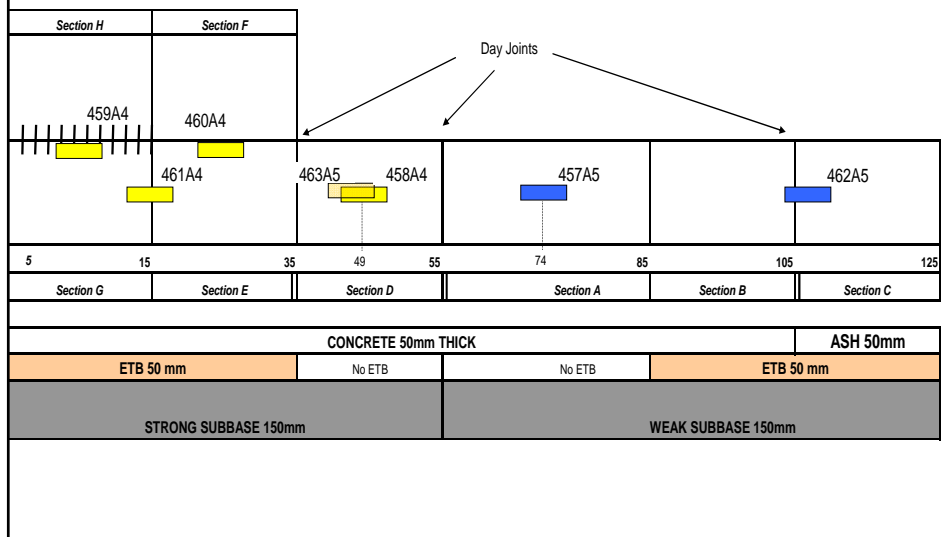 Section H Section F
Day Joints
459A4 460A4
461A4 463A5 458A4 457A5 462A5
5 15 35 49 55 74 85 105 125
Section G Section E Section D Section A Section B Section C
CONCRETE 50mm THICK ASH 50mm
ETB 50 mm No ETB No ETB ETB 50 mm
STRONG SUBBASE 150mm WEAK SUBBASE 150mm